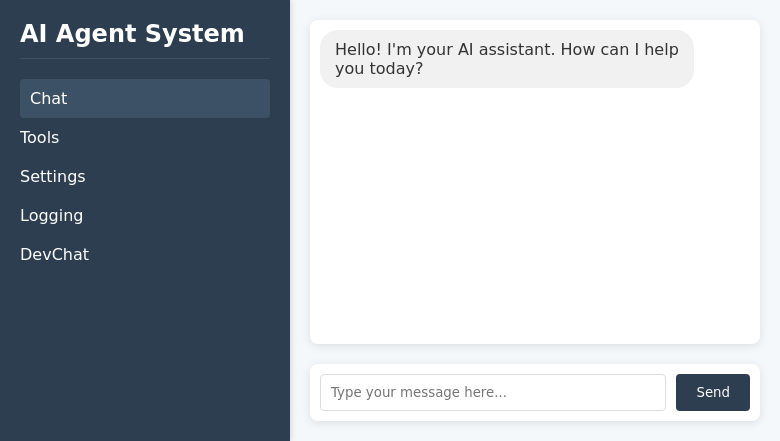 AI Agent System
Chat
Tools
Settings
Logging
DevChat
Hello! I'm your AI assistant. How can I help
you today?
Type your message here...
Send